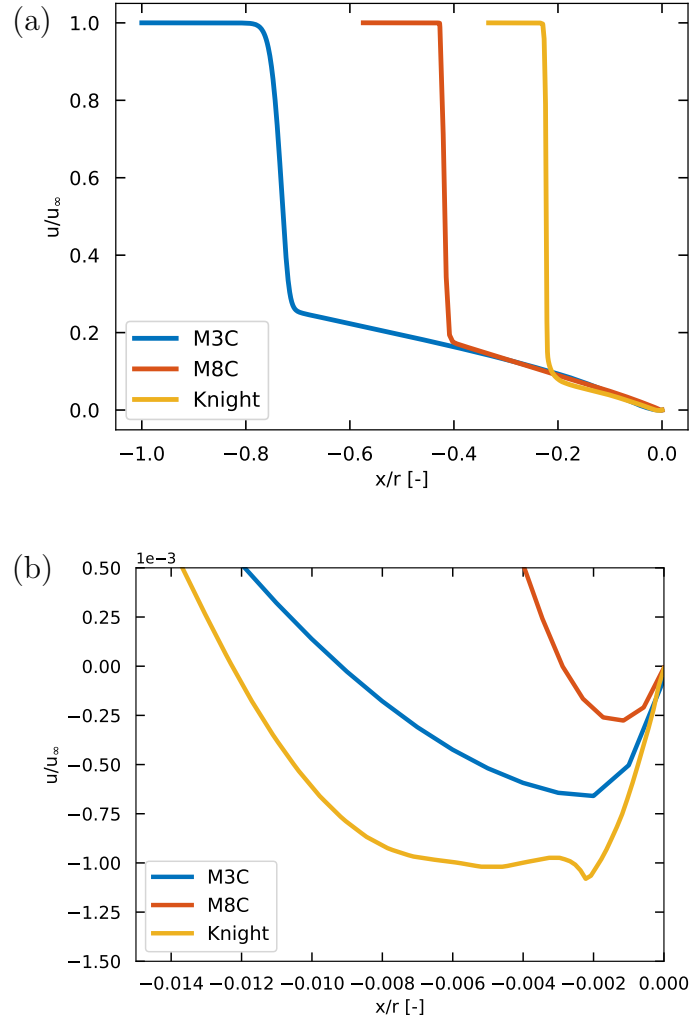 (a)
1.0
0.8
0.6
0.4
0.2
0.0
u/u∞
M3C
M8C
Knight
−1.0 −0.8 −0.6 −0.4 −0.2 0.0
x/r [-]
(b)
1e−3
0.50
0.25
0.00
−0.25
−0.50
−0.75
−1.00
−1.25
−1.50
u/u∞
M3C
M8C
Knight
−0.014 −0.012 −0.010 −0.008 −0.006 −0.004 −0.002 0.000
x/r [-]